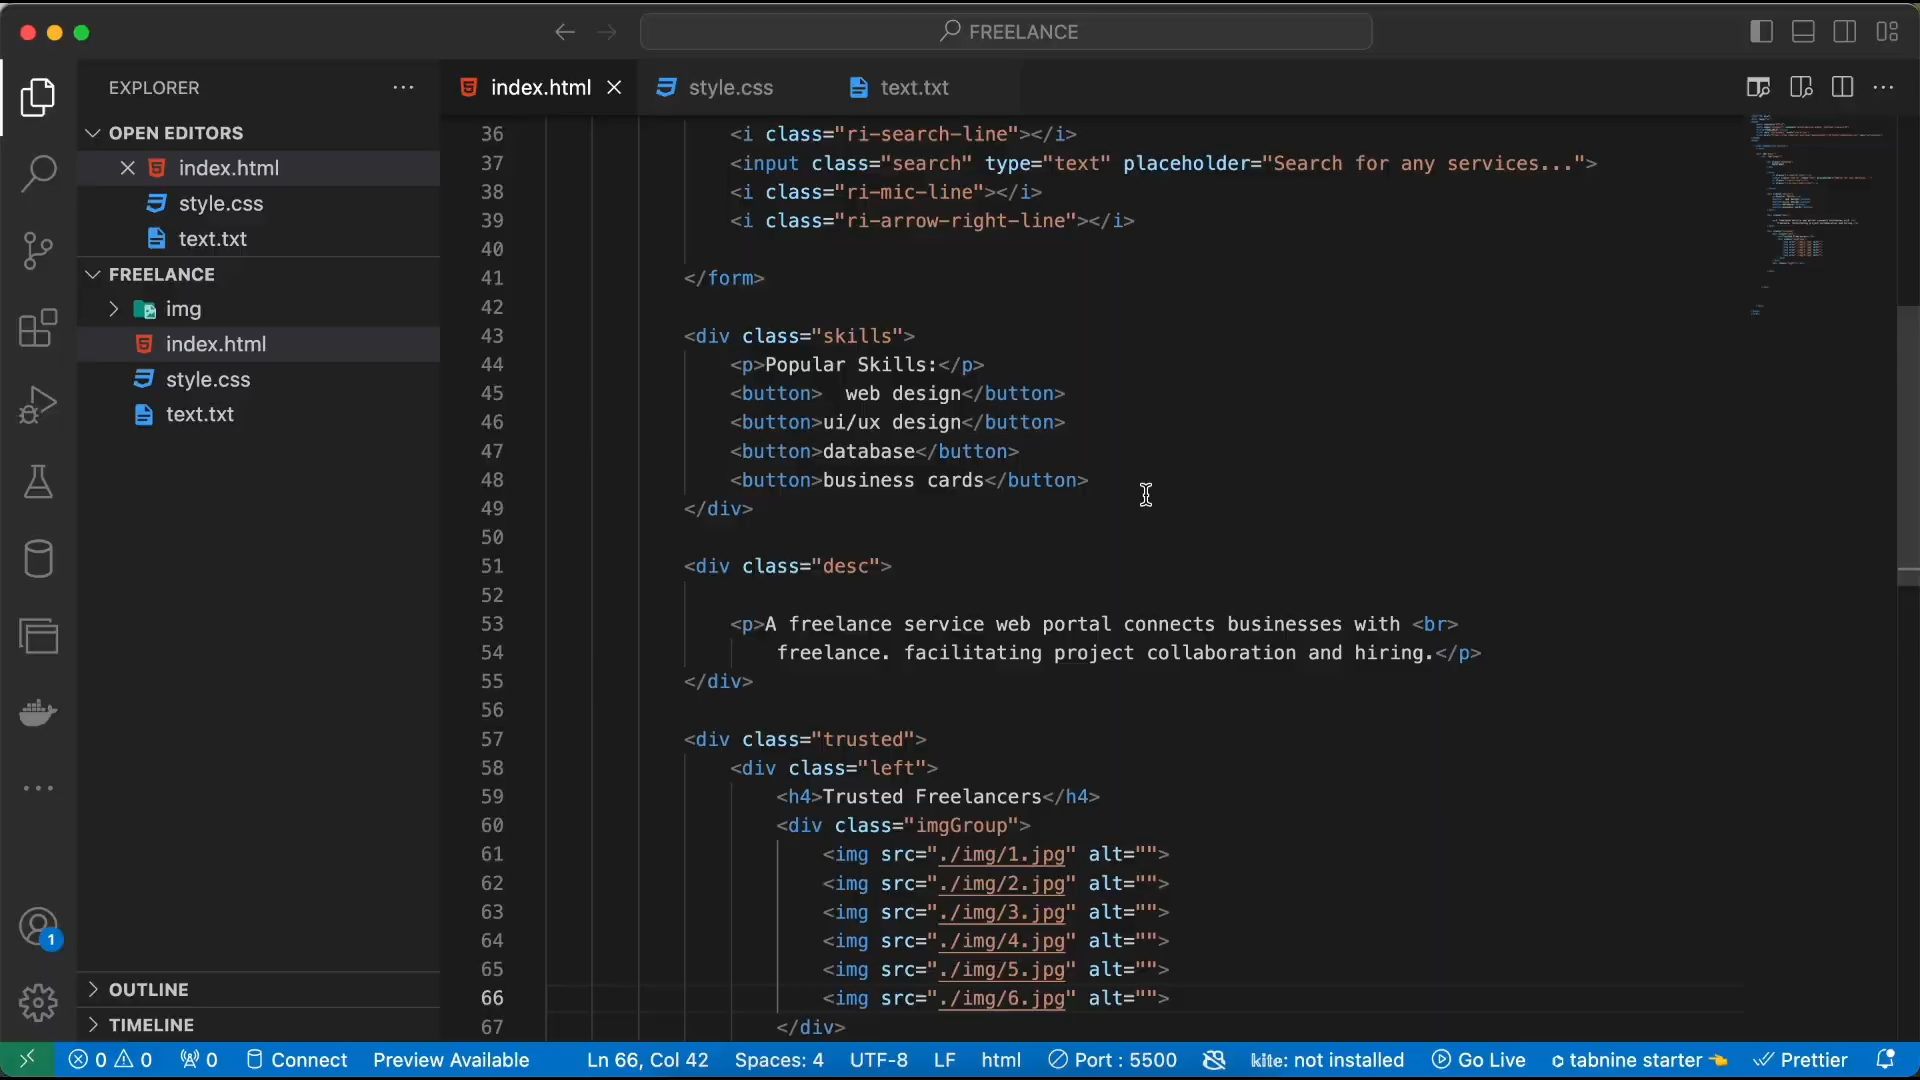 FREELANCE
EXPLORER
index.html
style.css
text.txt
OPEN EDITORS
index.html
style.css
text.txt
FREELANCE
img
index.html
style.css
text.txt
36 <i class="ri-search-line"></i>
37 <input class="search" type="text" placeholder="Search for any services...">
38 <i class="ri-mic-line"></i>
39 <i class="ri-arrow-right-line"></i>
40
41 </form>
42
43 <div class="skills">
44 <p>Popular Skills:</p>
45 <button>  web design</button>
46 <button>ui/ux design</button>
47 <button>database</button>
48 <button>business cards</button>
49 </div>
50
51 <div class="desc">
52
53 <p>A freelance service web portal connects businesses with <br>
54 freelance. facilitating project collaboration and hiring.</p>
55 </div>
56
57 <div class="trusted">
58 <div class="left">
59 <h4>Trusted Freelancers</h4>
60 <div class="imgGroup">
61 <img src="./img/1.jpg" alt="">
62 <img src="./img/2.jpg" alt="">
63 <img src="./img/3.jpg" alt="">
64 <img src="./img/4.jpg" alt="">
65 <img src="./img/5.jpg" alt="">
66 <img src="./img/6.jpg" alt="">
67 </div>
1
OUTLINE
TIMELINE
0 0 0 Connect Preview Available Ln 66, Col 42 Spaces: 4 UTF-8 LF html Port : 5500 kite: not installed Go Live tabnine starter Prettier